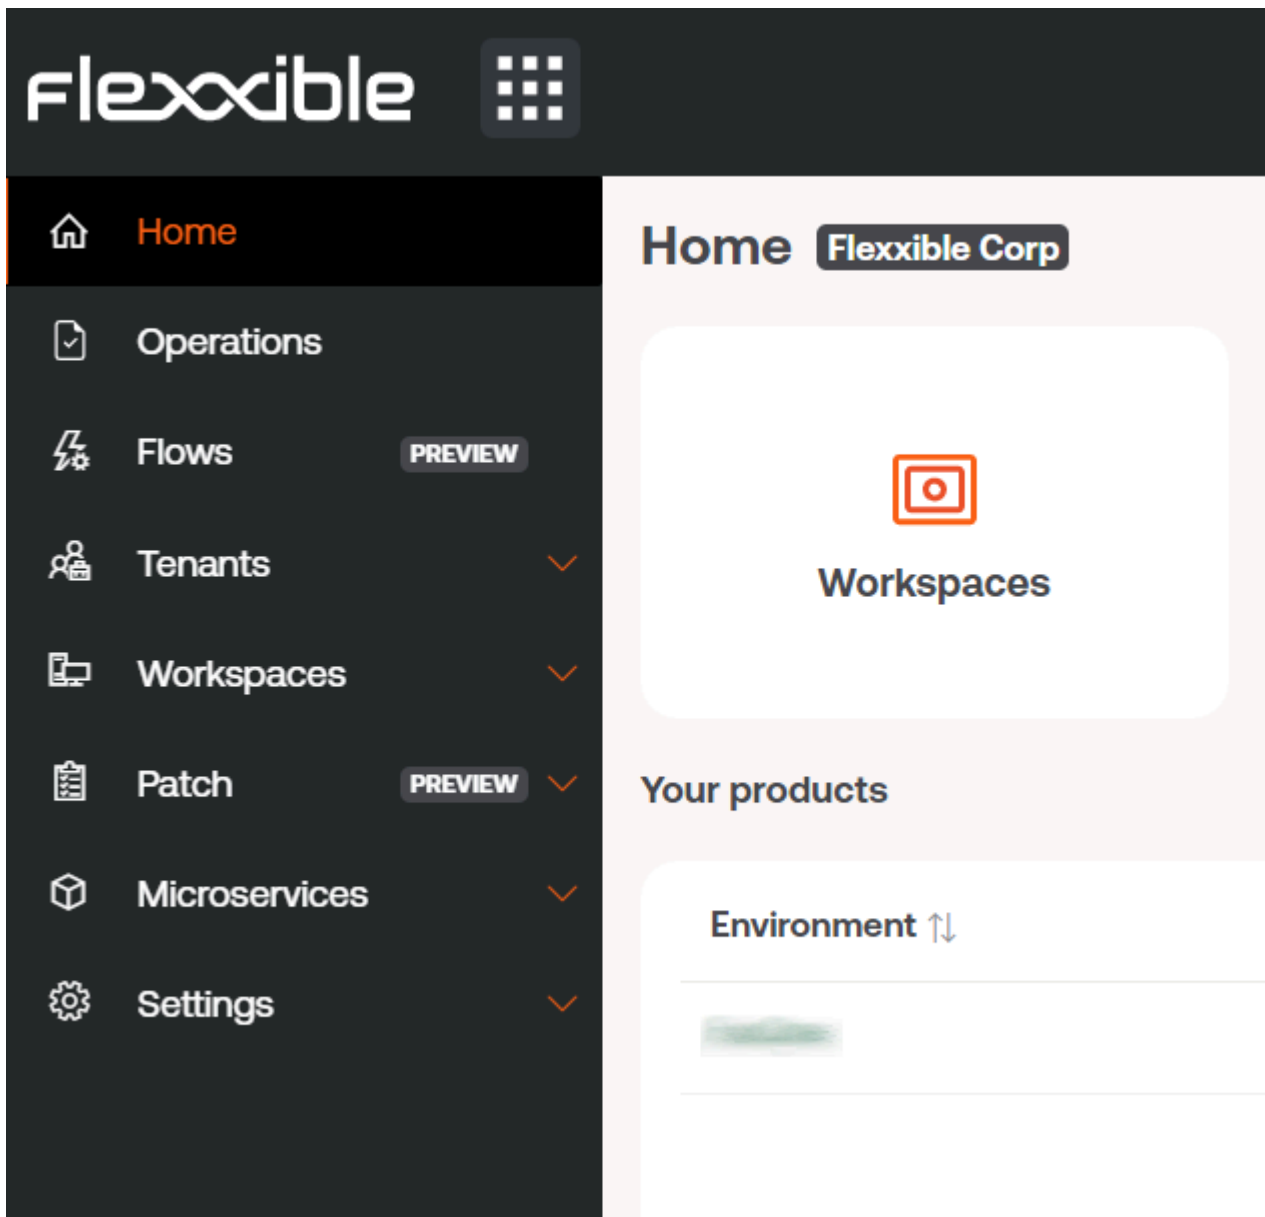 Flexxible
Home
Operations
Flows PREVIEW
Tenants
Workspaces
Patch PREVIEW
Microservices
Settings
Home Flexxible Corp
Workspaces
Your products
Environment